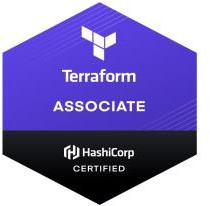 Terraform
ASSOCIATE
HashiCorp
CERTIFIED